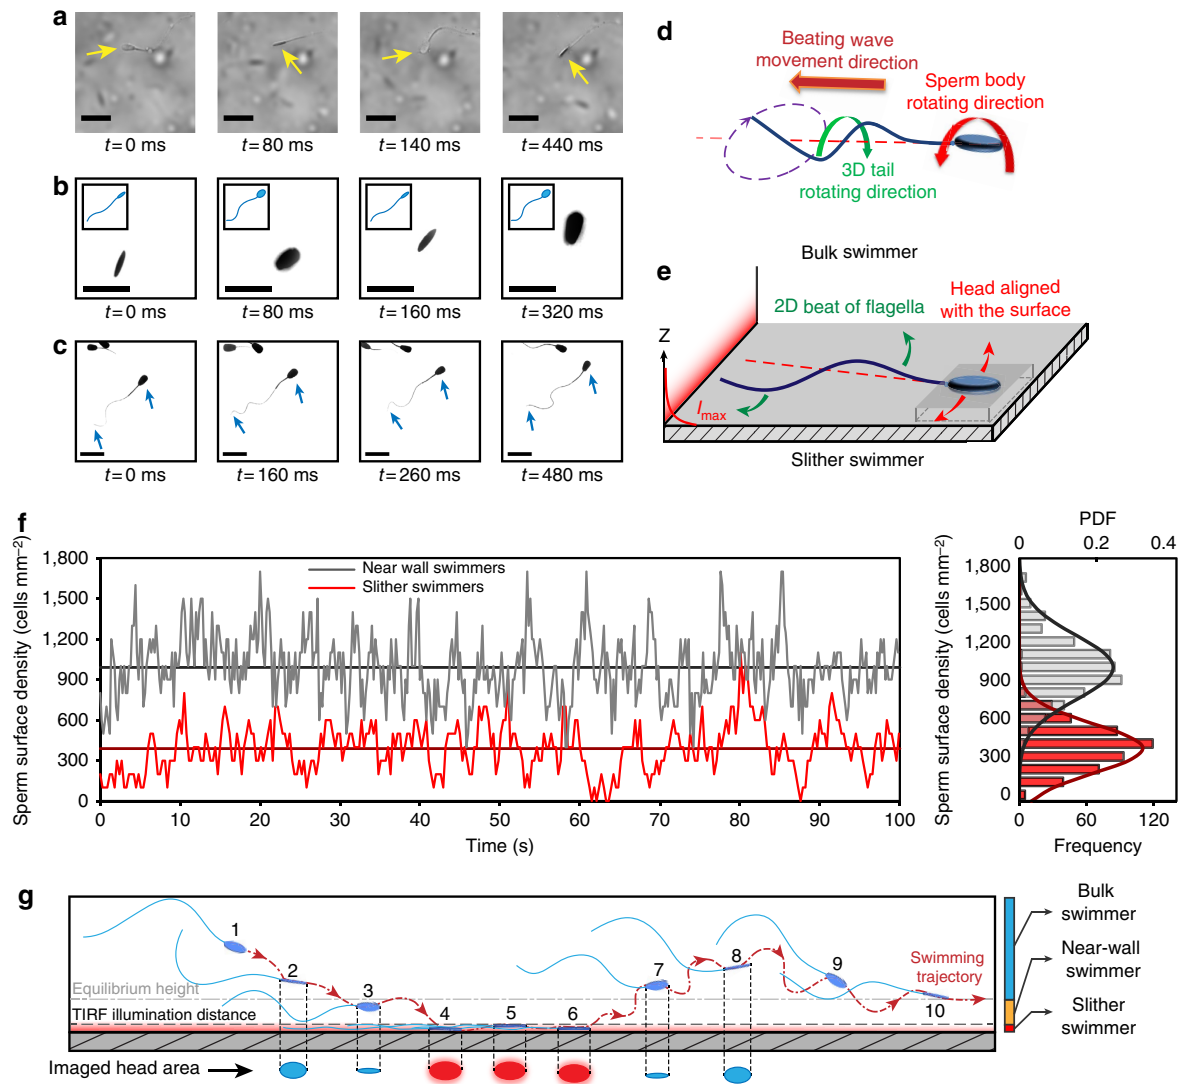 a
t = 0 ms
t = 80 ms
t = 140 ms
t = 440 ms
b
t = 0 ms
t = 80 ms
t = 160 ms
t = 320 ms
c
t = 0 ms
t = 160 ms
t = 260 ms
t = 480 ms
d
Beating wave
movement direction
Sperm body
rotating direction
3D tail
rotating direction
Bulk swimmer
e
Head aligned
with the surface
2D beat of flagella
Z
Imax
Slither swimmer
f
Sperm surface density (cells mm⁻²)
1,800
1,500
1,200
900
600
300
0
Near wall swimmers
Slither swimmers
0 10 20 30 40 50 60 70 80 90 100
Time (s)
PDF
0 0.2 0.4
Sperm surface density (cells mm⁻²)
1,800
1,500
1,200
900
600
300
0
0 60 120
Frequency
g
1
2
3
4
5
6
7
8
9
10
Equilibrium height
TIRF illumination distance
Swimming
trajectory
Imaged head area
Bulk
swimmer
Near-wall
swimmer
Slither
swimmer